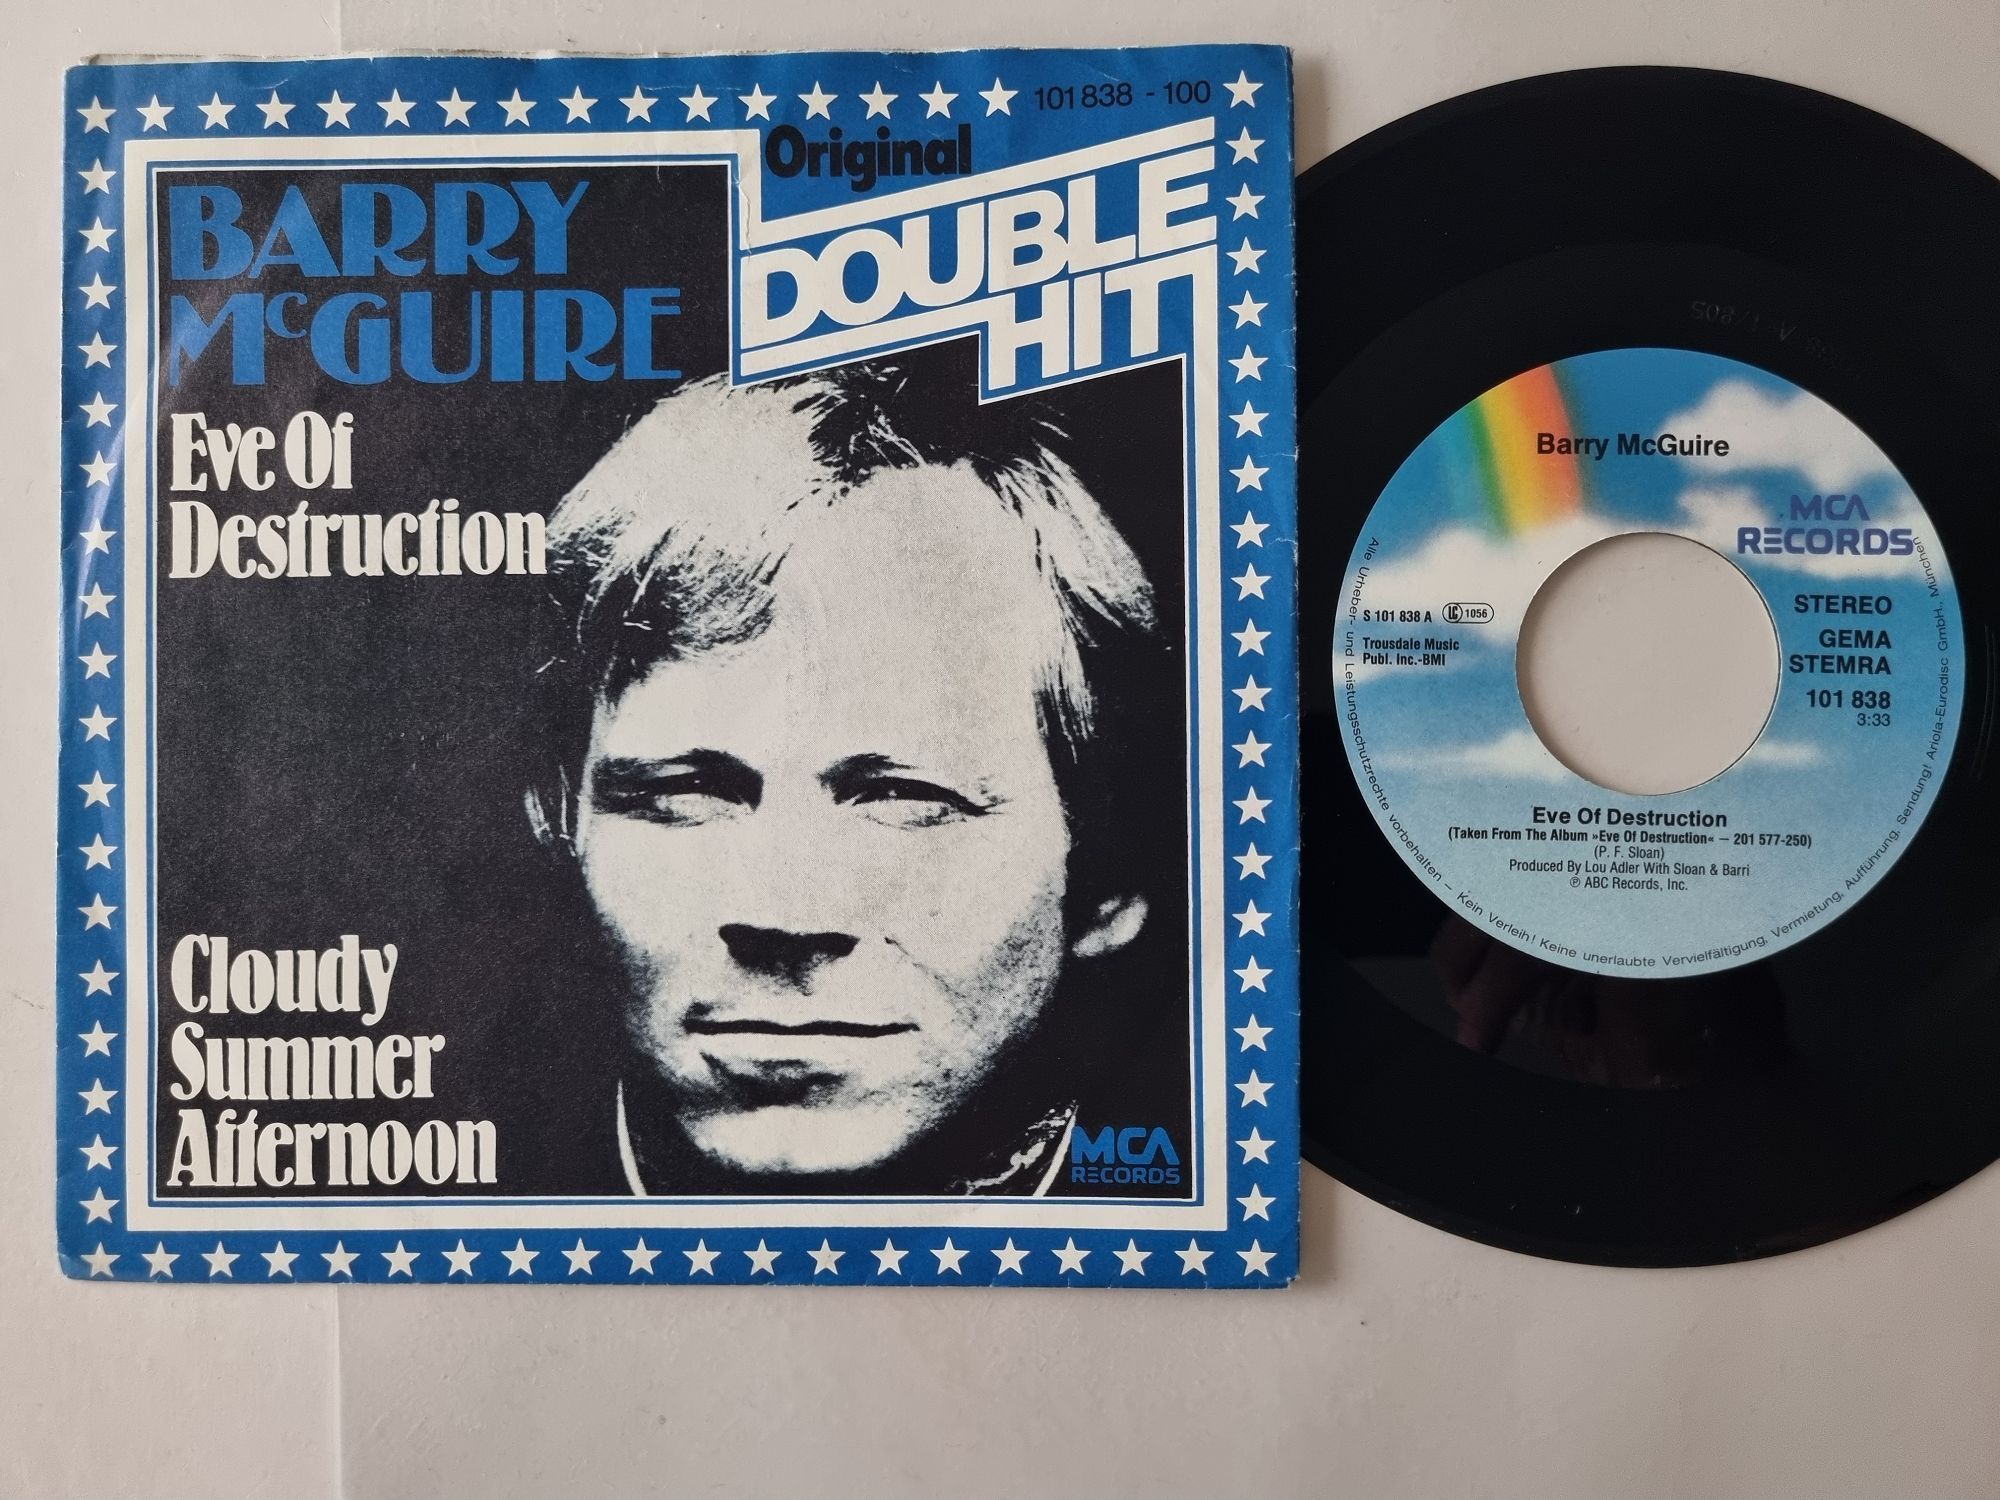 101 838 - 100
Original
DOUBLE
HIT
BARRY
McGUIRE
Eve Of
Destruction
Cloudy
Summer
Afternoon
MCA
RECORDS
Barry McGuire
MCA
RECORDS
S 101 838 A LC 1056
Trousdale Music
Publ. Inc.-BMI
STEREO
GEMA
STEMRA
101 838
3:33
Eve Of Destruction
(Taken From The Album »Eve Of Destruction« — 201 577-250)
(P. F. Sloan)
Produced By Lou Adler With Sloan & Barri
℗ ABC Records, Inc.
Alle Urheber- und Leistungsschutzrechte vorbehalten – Kein Verleih! Keine unerlaubte Vervielfältigung, Vermietung, Aufführung, Sendung! Ariola-Eurodisc GmbH., München